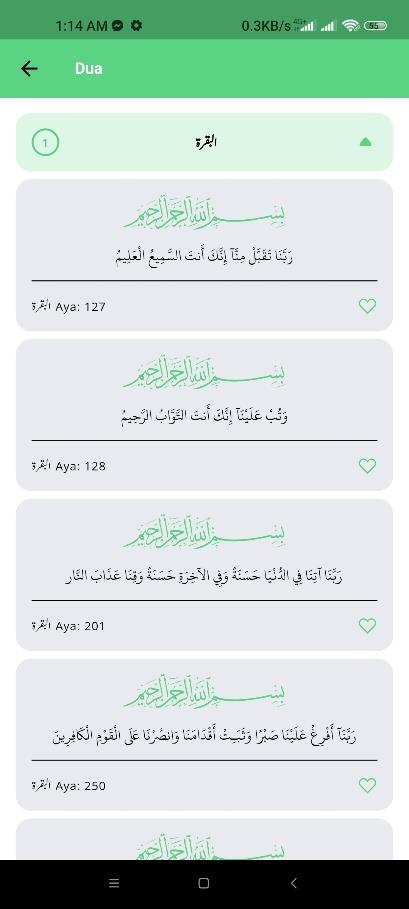 1:14 AM 0.3KB/s 4G+ 55
Dua
1 البقرة
بسم الله الرحمن الرحيم
رَبَّنَا تَقَبَّلْ مِنَّآ إِنَّكَ أَنتَ السَّمِيعُ الْعَلِيمُ
البقرة Aya: 127
بسم الله الرحمن الرحيم
وَتُبْ عَلَيْنَآ إِنَّكَ أَنتَ التَّوَّابُ الرَّحِيمُ
البقرة Aya: 128
بسم الله الرحمن الرحيم
رَبَّنَا آتِنَا فِي الدُّنْيَا حَسَنَةً وَفِي الآخِرَةِ حَسَنَةً وَقِنَا عَذَابَ النَّارِ
البقرة Aya: 201
بسم الله الرحمن الرحيم
رَبَّنَآ أَفْرِغْ عَلَيْنَا صَبْرًا وَثَبِّتْ أَقْدَامَنَا وَانصُرْنَا عَلَى الْقَوْمِ الْكَافِرِينَ
البقرة Aya: 250
بسم الله الرحمن الرحيم